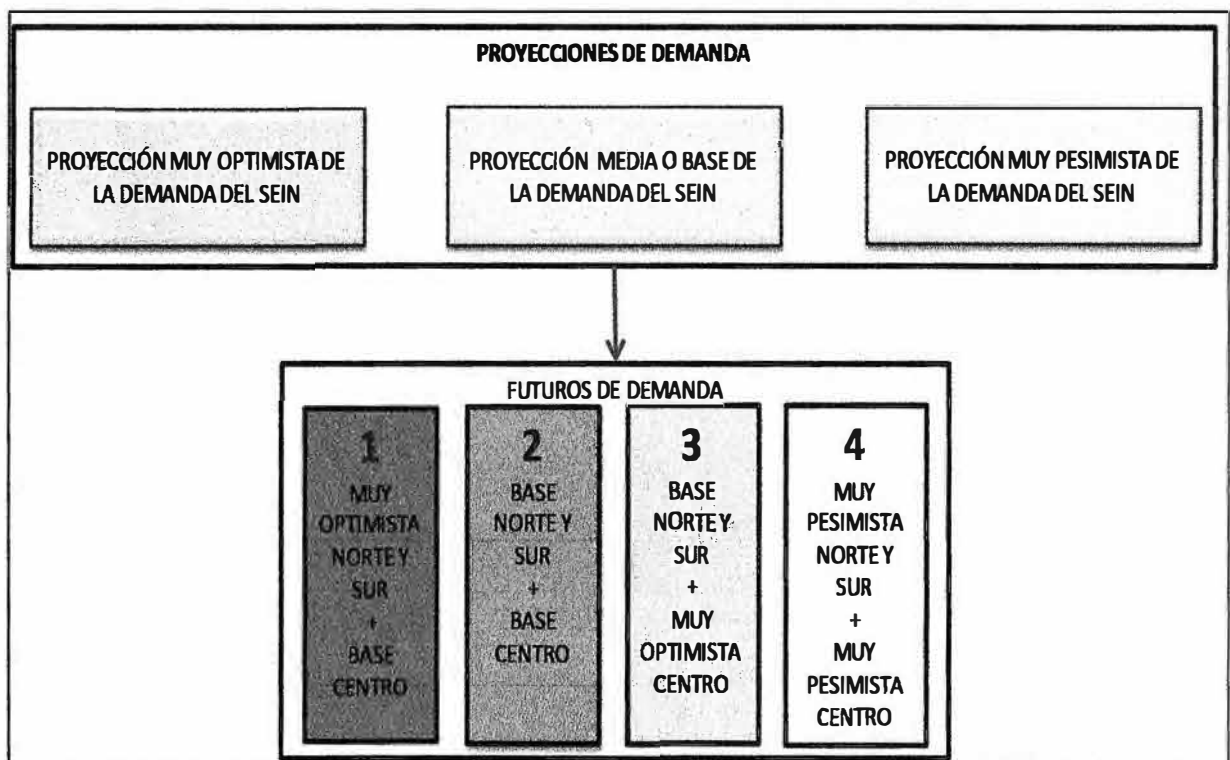 PROYECCIONES DE DEMANDA
PROYECCIÓN MUY OPTIMISTA DE
LA DEMANDA DEL SEIN
PROYECCIÓN MEDIA O BASE DE
LA DEMANDA DEL SEIN
PROYECCIÓN MUY PESIMISTA DE
LA DEMANDA DEL SEIN
FUTUROS DE DEMANDA
1
MUY
OPTIMISTA
NORTE Y
SUR
+
BASE
CENTRO
2
BASE
NORTE Y
SUR
+
BASE
CENTRO
3
BASE
NORTE Y
SUR
+
MUY
OPTIMISTA
CENTRO
4
MUY
PESIMISTA
NORTE Y
SUR
+
MUY
PESIMISTA
CENTRO